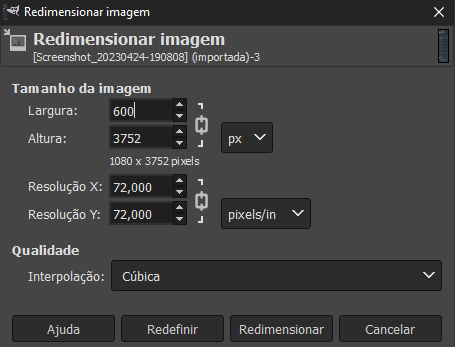 Redimensionar imagem
Redimensionar imagem
[Screenshot_20230424-190808] (importada)-3
Tamanho da imagem
Largura: 600
Altura: 3752 px
1080 x 3752 pixels
Resolução X: 72,000
Resolução Y: 72,000 pixels/in
Qualidade
Interpolação: Cúbica
Ajuda Redefinir Redimensionar Cancelar